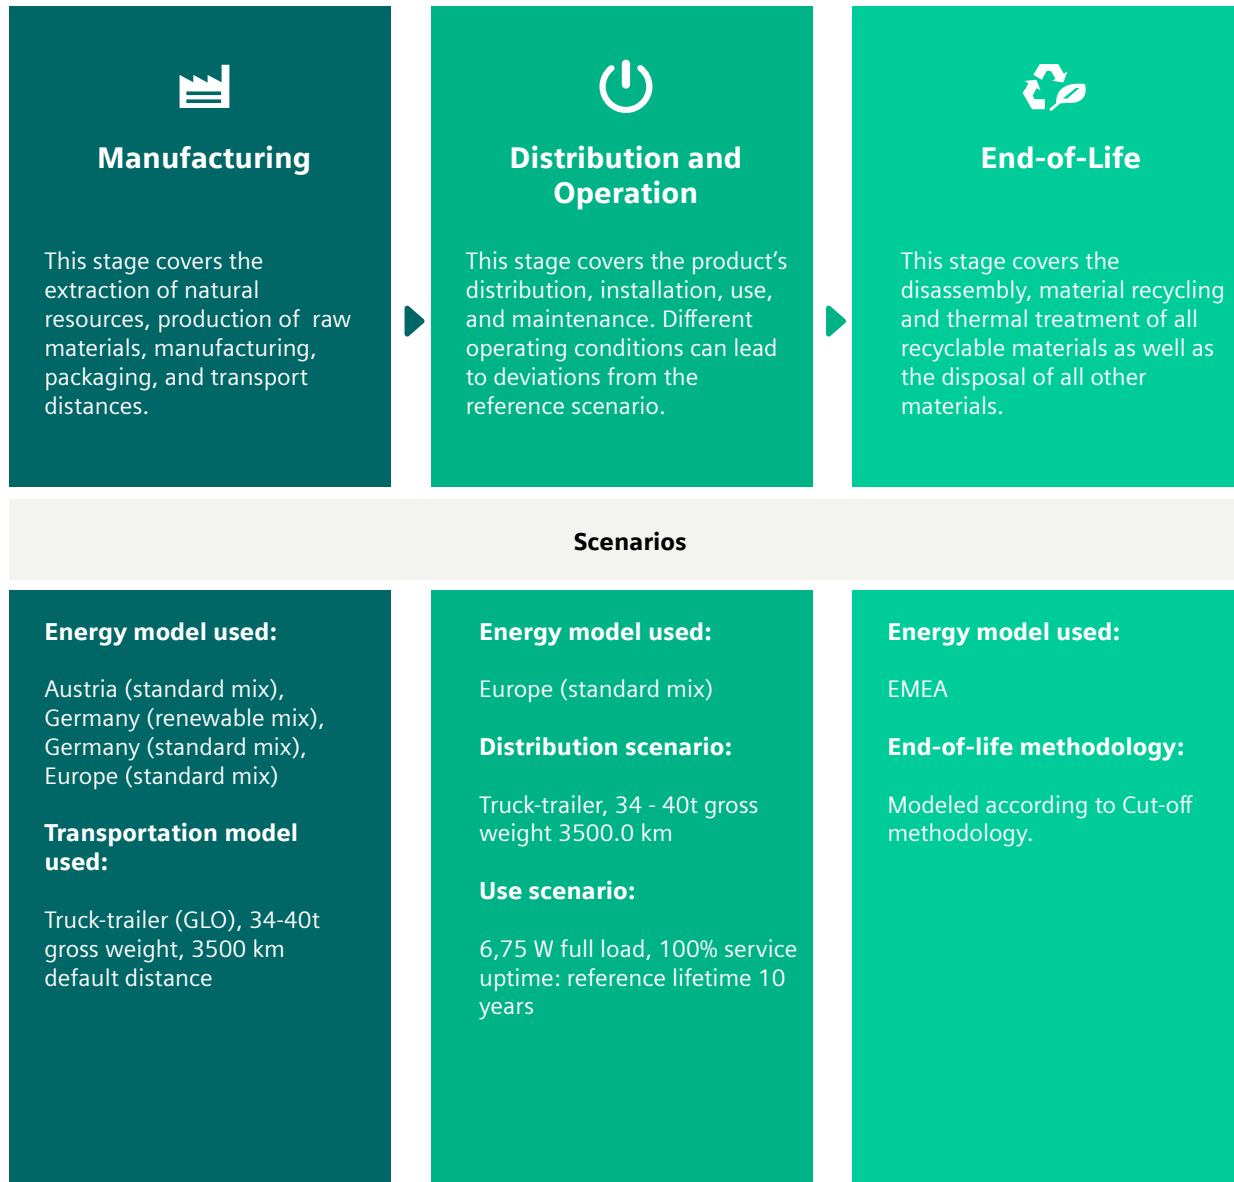 Manufacturing
This stage covers the
extraction of natural
resources, production of  raw
materials, manufacturing,
packaging, and transport
distances.
Distribution and
Operation
This stage covers the product’s
distribution, installation, use,
and maintenance. Different
operating conditions can lead
to deviations from the
reference scenario.
End-of-Life
This stage covers the
disassembly, material recycling
and thermal treatment of all
recyclable materials as well as
the disposal of all other
materials.
Scenarios
Energy model used:
Austria (standard mix),
Germany (renewable mix),
Germany (standard mix),
Europe (standard mix)
Transportation model
used:
Truck-trailer (GLO), 34-40t
gross weight, 3500 km
default distance
Energy model used:
Europe (standard mix)
Distribution scenario:
Truck-trailer, 34 - 40t gross
weight 3500.0 km
Use scenario:
6,75 W full load, 100% service
uptime: reference lifetime 10
years
Energy model used:
EMEA
End-of-life methodology:
Modeled according to Cut-off
methodology.